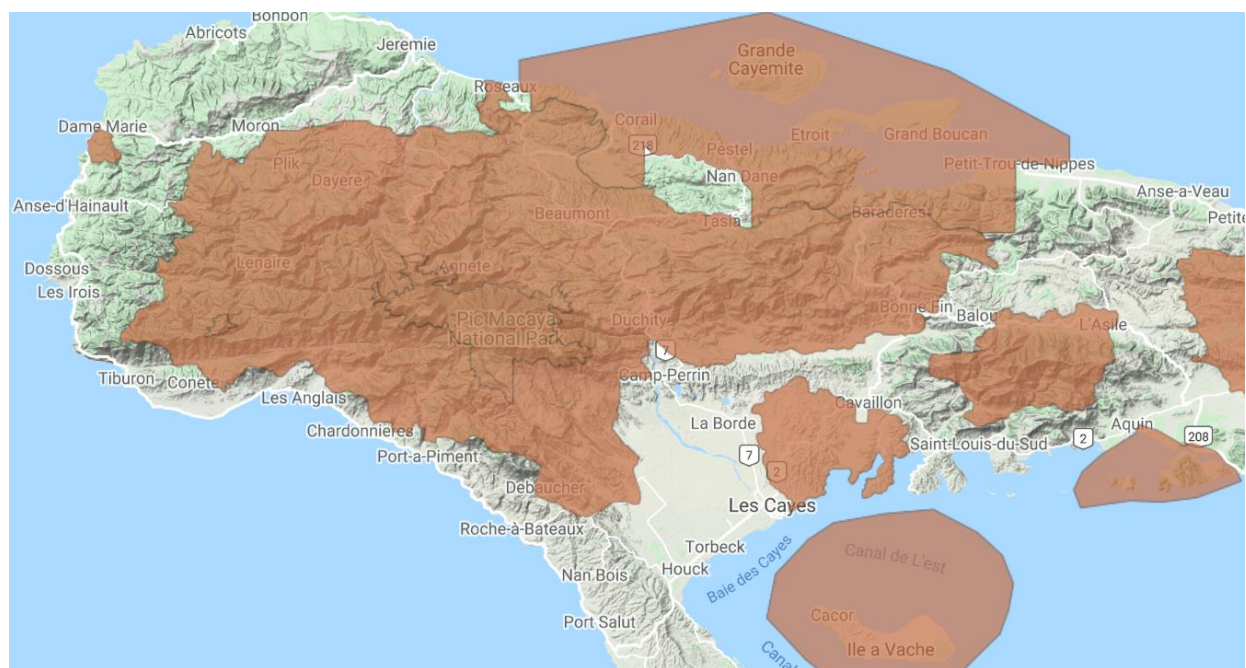 Bonbon
Abricots
Jeremie
Grande
Cayemite
Roseaux
Dame Marie
Moron
Corail
218
Etroit
Grand Boucan
Pestel
Plik
Dayere
Nan Dane
Petit-Trou-de-Nippes
Anse-a-Veau
Anse-d'Hainault
Beaumont
Tasia
Baraderes
Petite
Dossous
Lenaire
Annete
Les Irois
Bonne Fin
Pic Macaya
National Park
Duchity
Balou
L'Asile
7
Tiburon
Conete
Camp-Perrin
Les Anglais
Cavaillon
Chardonnieres
La Borde
Aquin
2
208
Saint-Louis-du-Sud
Port-a-Piment
7
2
Debaucher
Les Cayes
Roche-à-Bateaux
Torbeck
Canal de L'est
Nan Bois
Houck
Baie des Cayes
Cacor
Port Salut
Ile a Vache